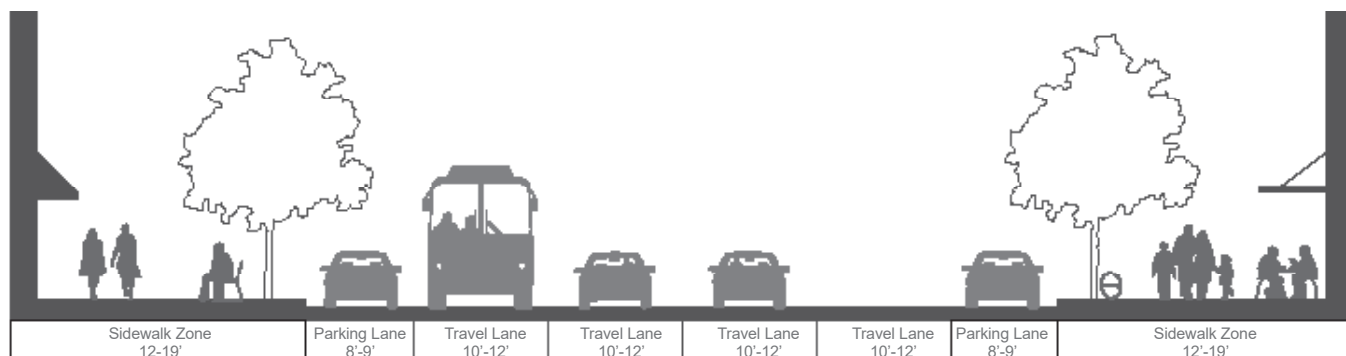 Sidewalk Zone
12-19'
Parking Lane
8'-9'
Travel Lane
10'-12'
Travel Lane
10'-12'
Travel Lane
10'-12'
Travel Lane
10'-12'
Parking Lane
8'-9'
Sidewalk Zone
12'-19'